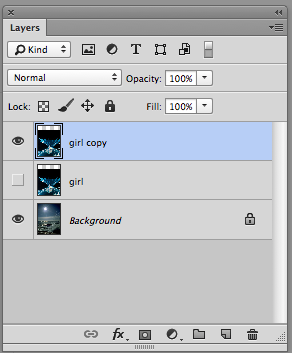 Layers
Kind
Normal Opacity: 100%
Lock: Fill: 100%
girl copy
girl
Background
fx